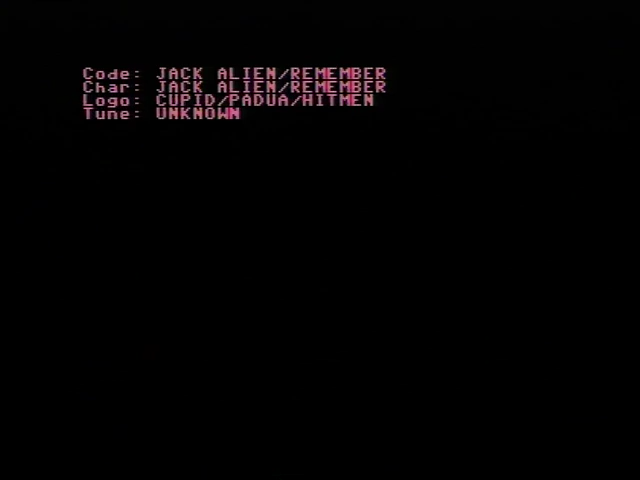 Code: JACK ALIEN/REMEMBER
Char: JACK ALIEN/REMEMBER
Logo: CUPID/PADUA/HITMEN
Tune: UNKNOWN